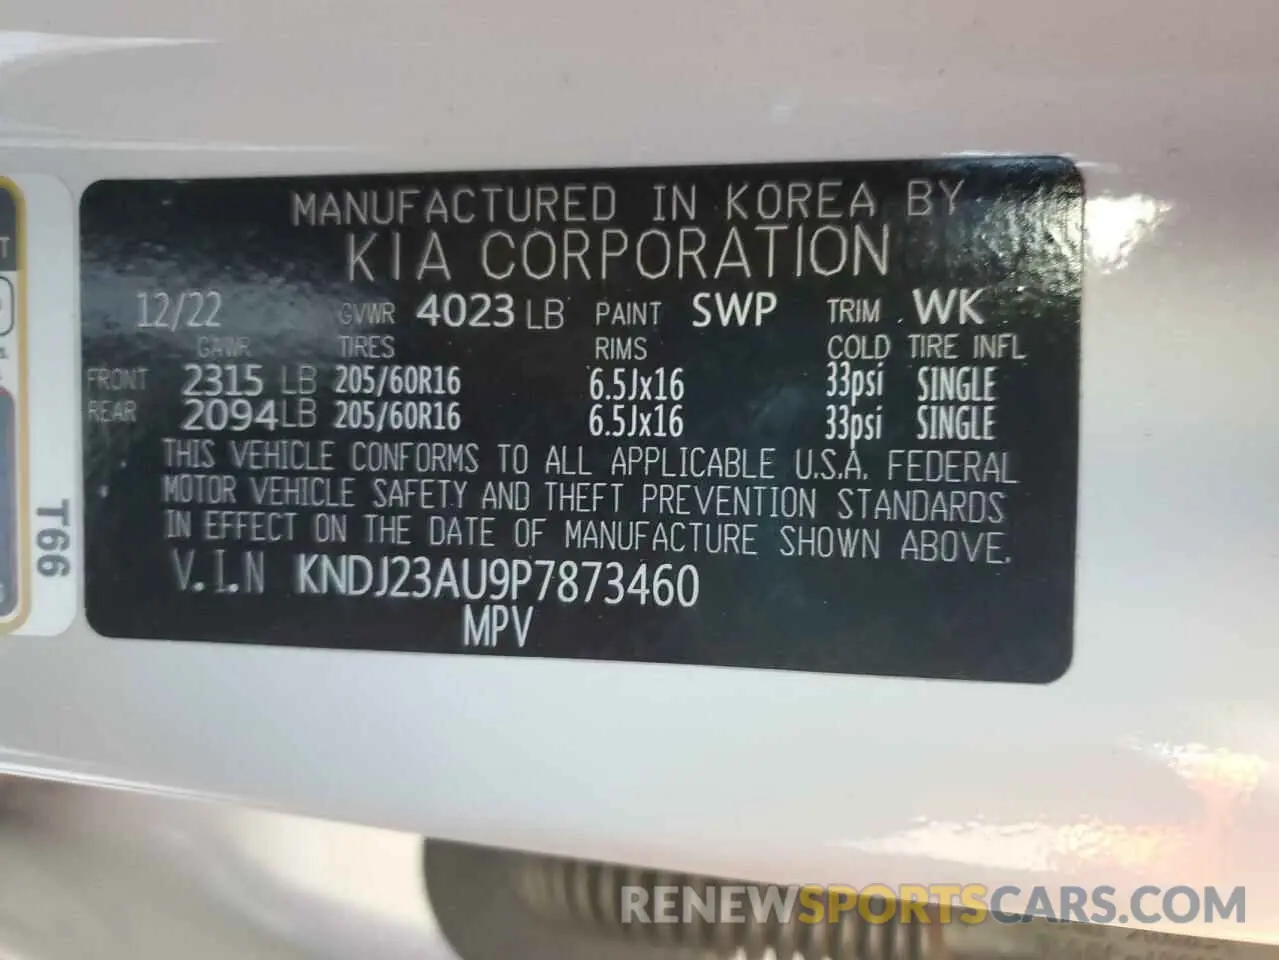 MANUFACTURED IN KOREA BY
KIA CORPORATION
12/22 GVWR 4023 LB PAINT SWP TRIM WK
GAWR TIRES RIMS COLD TIRE INFL
FRONT 2315 LB 205/60R16 6.5Jx16 33psi SINGLE
REAR 2094 LB 205/60R16 6.5Jx16 33psi SINGLE
THIS VEHICLE CONFORMS TO ALL APPLICABLE U.S.A. FEDERAL
MOTOR VEHICLE SAFETY AND THEFT PREVENTION STANDARDS
IN EFFECT ON THE DATE OF MANUFACTURE SHOWN ABOVE.
V.I.N KNDJ23AU9P7873460
MPV
T66
RENEWSPORTSCARS.COM